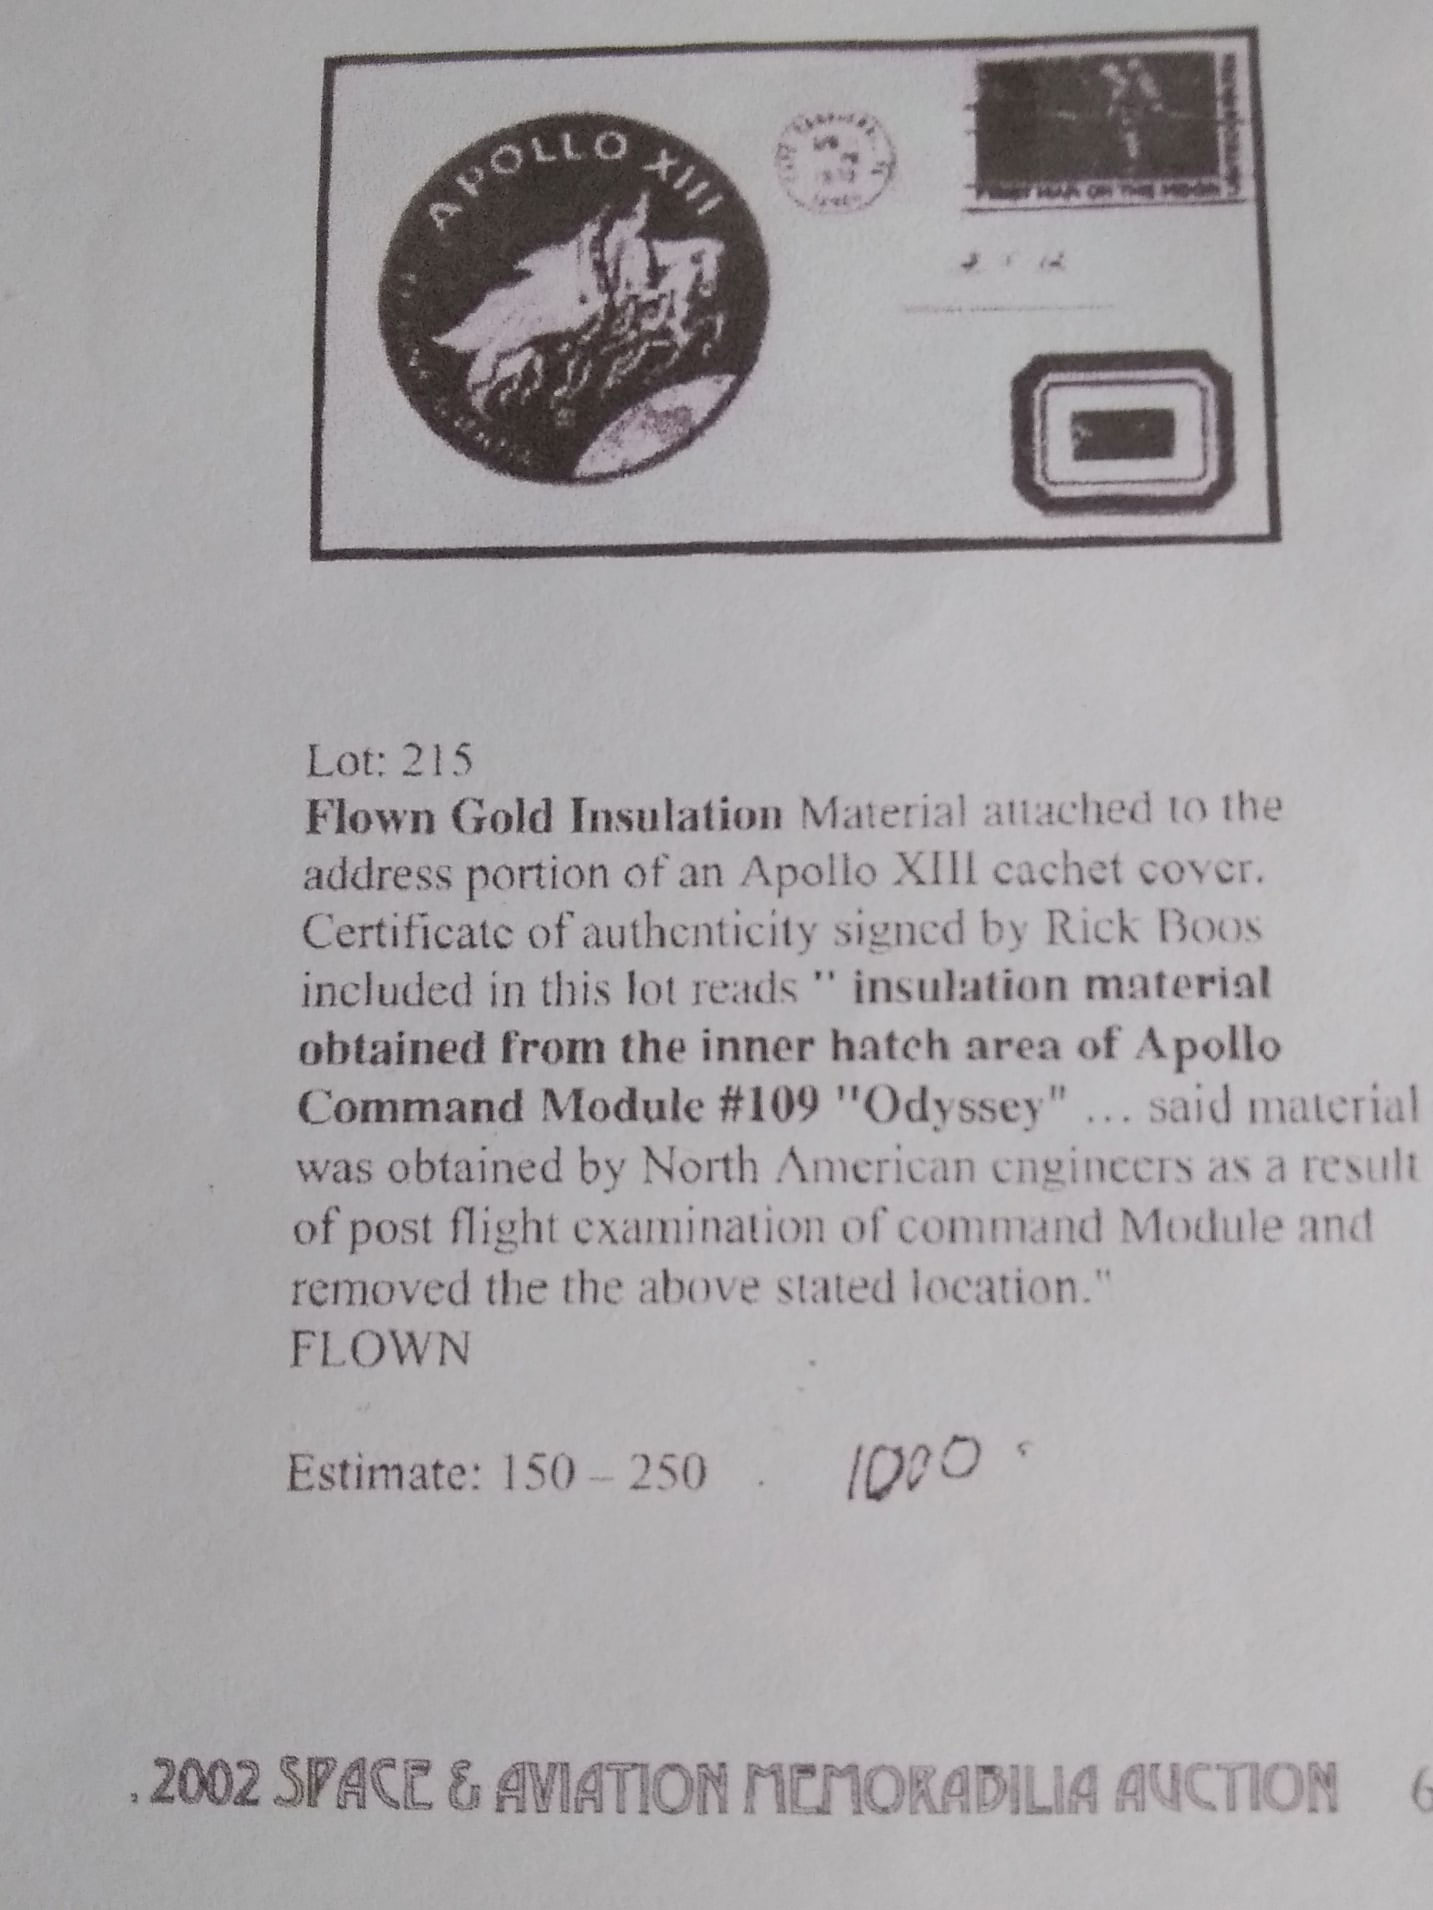 APOLLO XIII
1970
FIRST MAN ON THE MOON
Lot: 215
Flown Gold Insulation Material attached to the
address portion of an Apollo XIII cachet cover.
Certificate of authenticity signed by Rick Boos
included in this lot reads " insulation material
obtained from the inner hatch area of Apollo
Command Module #109 "Odyssey" ... said material
was obtained by North American engineers as a result
of post flight examination of command Module and
removed the the above stated location."
FLOWN
Estimate: 150 – 250 1000
2002 SPACE & AVIATION MEMORABILIA AUCTION 6